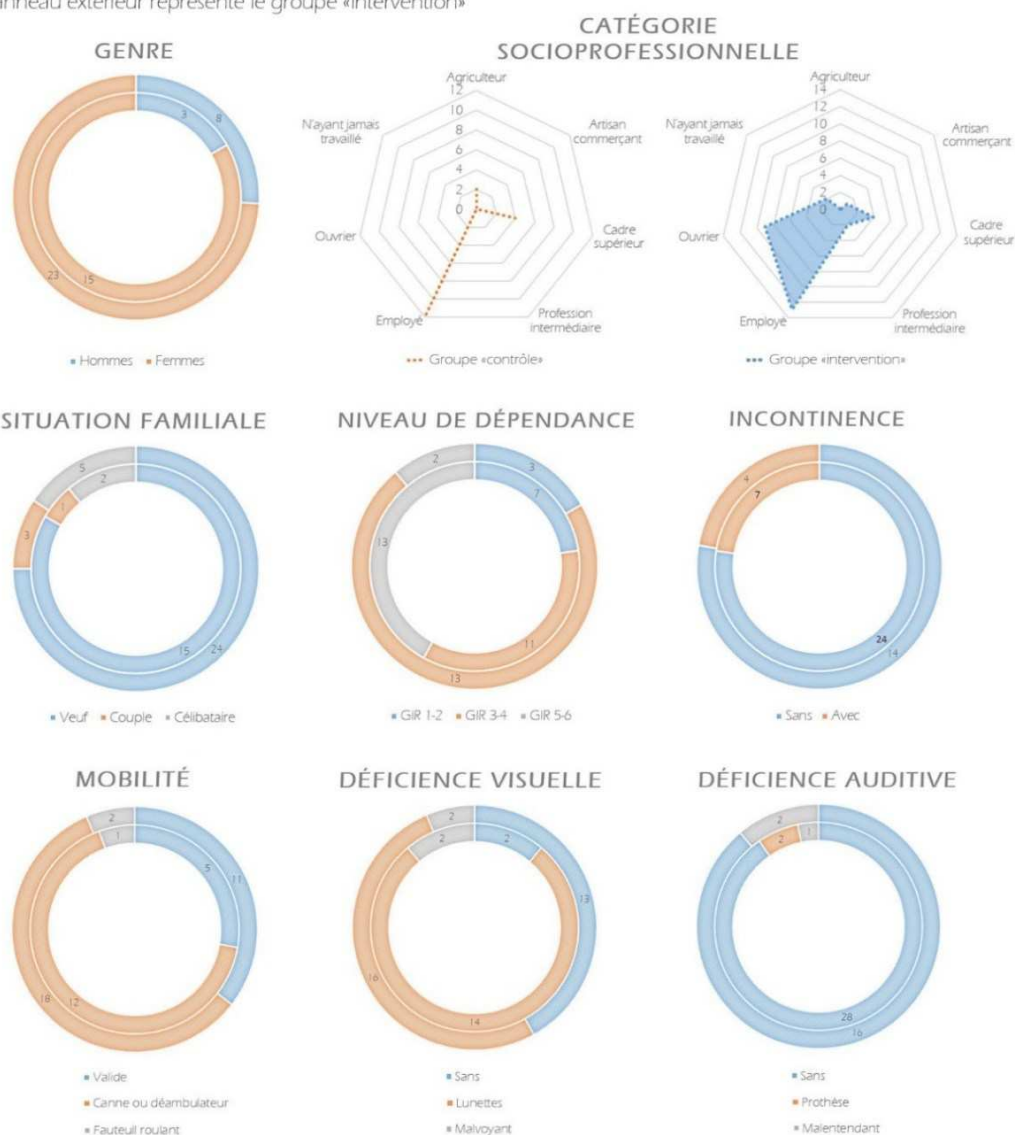 anneau extérieur représente le groupe «intervention»
GENRE
3
8
23
15
Hommes
Femmes
CATÉGORIE
SOCIOPROFESSIONNELLE
Agriculteur
12
10
8
6
4
2
0
N'ayant jamais
travaillé
Artisan
commerçant
Ouvrier
Cadre
supérieur
Employé
Profession
intermédiaire
Groupe «contrôle»
Agriculteur
14
12
10
8
6
4
2
0
N'ayant jamais
travaillé
Artisan
commerçant
Ouvrier
Cadre
supérieur
Employé
Profession
intermédiaire
Groupe «intervention»
SITUATION FAMILIALE
5
2
1
3
15
24
Veuf
Couple
Célibataire
NIVEAU DE DÉPENDANCE
2
3
7
13
11
13
GIR 1-2
GIR 3-4
GIR 5-6
INCONTINENCE
4
7
24
14
Sans
Avec
MOBILITÉ
2
1
5
11
18
12
Valide
Canne ou déambulateur
Fauteuil roulant
DÉFICIENCE VISUELLE
2
2
2
13
16
14
Sans
Lunettes
Malvoyant
DÉFICIENCE AUDITIVE
2
2
1
28
16
Sans
Prothèse
Malentendant